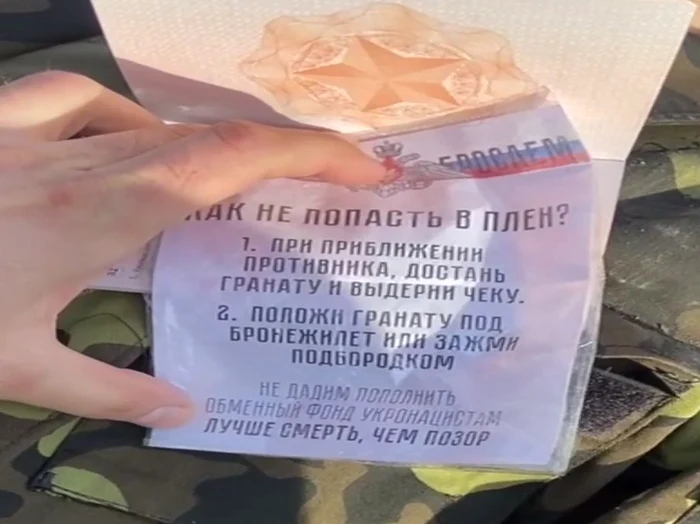 БРОСАЕМ
КАК НЕ ПОПАСТЬ В ПЛЕН?
1. ПРИ ПРИБЛИЖЕНИИ
ПРОТИВНИКА, ДОСТАНЬ
ГРАНАТУ И ВЫДЕРНИ ЧЕКУ.
2. ПОЛОЖИ ГРАНАТУ ПОД
БРОНЕЖИЛЕТ ИЛИ ЗАЖМИ
ПОДБОРОДКОМ
НЕ ДАДИМ ПОПОЛНИТЬ
ОБМЕННЫЙ ФОНД УКРОНАЦИСТАМ
ЛУЧШЕ СМЕРТЬ, ЧЕМ ПОЗОР